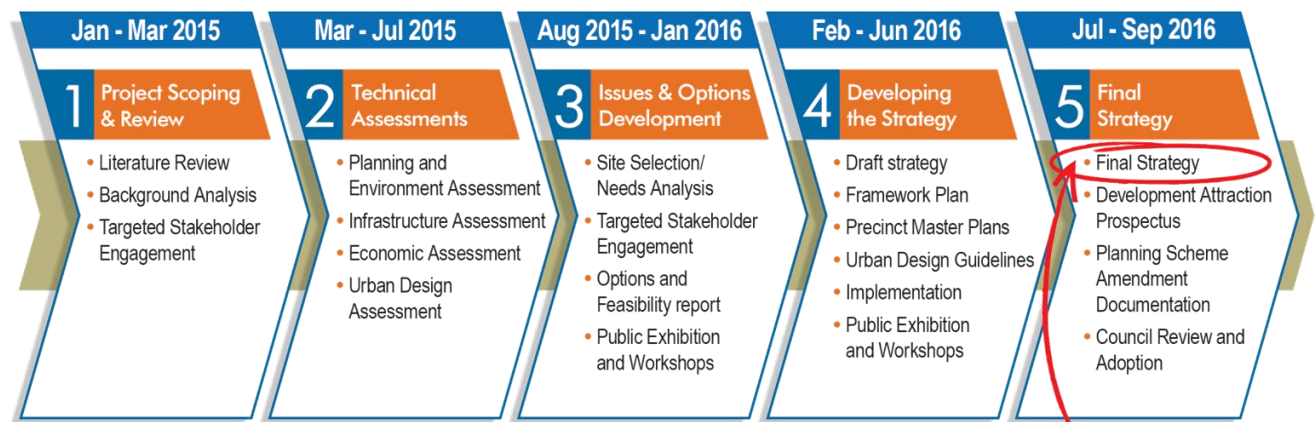 Jan - Mar 2015
1 Project Scoping
& Review
• Literature Review
• Background Analysis
• Targeted Stakeholder
Engagement
Mar - Jul 2015
2 Technical
Assessments
• Planning and
Environment Assessment
• Infrastructure Assessment
• Economic Assessment
• Urban Design
Assessment
Aug 2015 - Jan 2016
3 Issues & Options
Development
• Site Selection/
Needs Analysis
• Targeted Stakeholder
Engagement
• Options and
Feasibility report
• Public Exhibition
and Workshops
Feb - Jun 2016
4 Developing
the Strategy
• Draft strategy
• Framework Plan
• Precinct Master Plans
• Urban Design Guidelines
• Implementation
• Public Exhibition
and Workshops
Jul - Sep 2016
5 Final
Strategy
• Final Strategy
• Development Attraction
Prospectus
• Planning Scheme
Amendment
Documentation
• Council Review and
Adoption